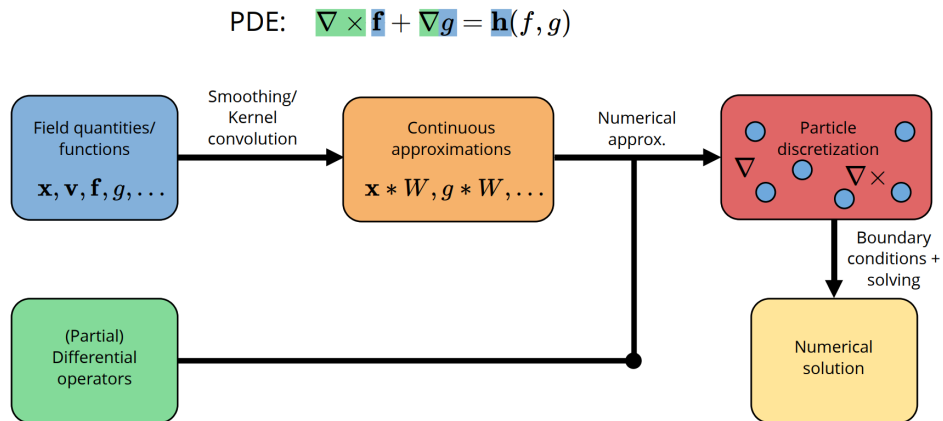 PDE: ∇ × f + ∇g = h(f, g)
Smoothing/
Kernel
convolution
Field quantities/
functions
x, v, f, g, . . .
Continuous
approximations
x ∗ W, g ∗ W, . . .
Numerical
approx.
Particle
discretization
∇
∇ ×
Boundary
conditions +
solving
(Partial)
Differential
operators
Numerical
solution